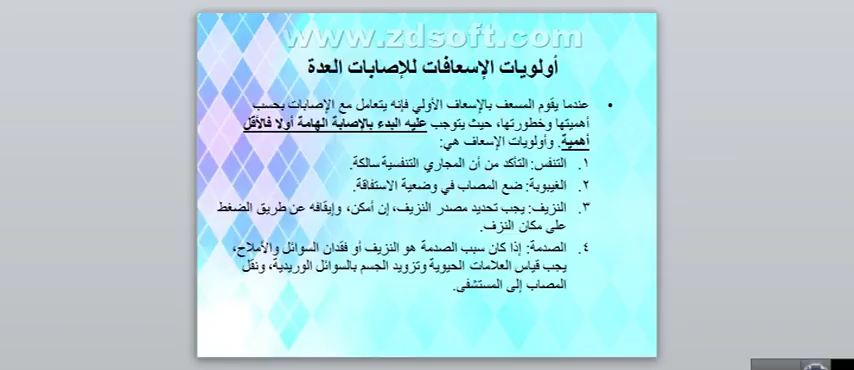 www.zdsoft.com
أولويات الإسعافات للإصابات العدة
• عندما يقوم المسعف بالإسعاف الأولي فإنه يتعامل مع الإصابات بحسب
أهميتها وخطورتها، حيث يتوجب عليه البدء بالإصابة الهامة أولا فالأقل
أهمية. وأولويات الإسعاف هي:
١. التنفس: التأكد من أن المجاري التنفسية سالكة.
٢. الغيبوبة: ضع المصاب في وضعية الاستفاقة.
٣. النزيف: يجب تحديد مصدر النزيف، إن أمكن، وإيقافه عن طريق الضغط
على مكان النزف.
٤. الصدمة: إذا كان سبب الصدمة هو النزيف أو فقدان السوائل والأملاح،
يجب قياس العلامات الحيوية وتزويد الجسم بالسوائل الوريدية، ونقل
المصاب إلى المستشفى.